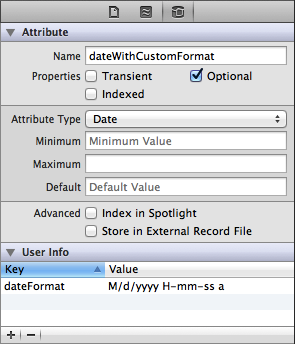 Attribute
Name dateWithCustomFormat
Properties Transient Optional
Indexed
Attribute Type Date
Minimum Minimum Value
Maximum
Default Default Value
Advanced Index in Spotlight
Store in External Record File
User Info
Key Value
dateFormat M/d/yyyy H-mm-ss a